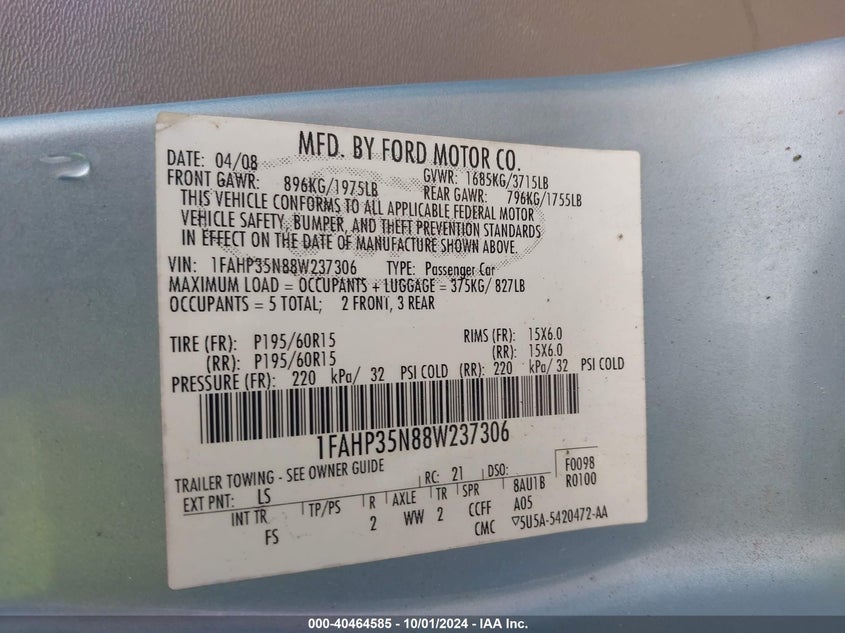 MFD. BY FORD MOTOR CO.
DATE: 04/08 GVWR: 1685KG/3715LB
FRONT GAWR: 896KG/1975LB REAR GAWR: 796KG/1755LB
THIS VEHICLE CONFORMS TO ALL APPLICABLE FEDERAL MOTOR
VEHICLE SAFETY, BUMPER, AND THEFT PREVENTION STANDARDS
IN EFFECT ON THE DATE OF MANUFACTURE SHOWN ABOVE.
VIN: 1FAHP35N88W237306 TYPE: Passenger Car
MAXIMUM LOAD = OCCUPANTS + LUGGAGE = 375KG/ 827LB
OCCUPANTS = 5 TOTAL; 2 FRONT, 3 REAR
TIRE (FR): P195/60R15 RIMS (FR): 15X6.0
(RR): P195/60R15 (RR): 15X6.0
PRESSURE (FR): 220 kPa/ 32 PSI COLD (RR): 220 kPa/ 32 PSI COLD
1FAHP35N88W237306
TRAILER TOWING - SEE OWNER GUIDE
EXT PNT: LS RC: 21 DSO: F0098
INT TR TP/PS R AXLE TR SPR 8AU1B R0100
FS 2 WW 2 CCFF A05
CMC ▽5U5A-5420472-AA
000-40464585 - 10/01/2024 - IAA Inc.